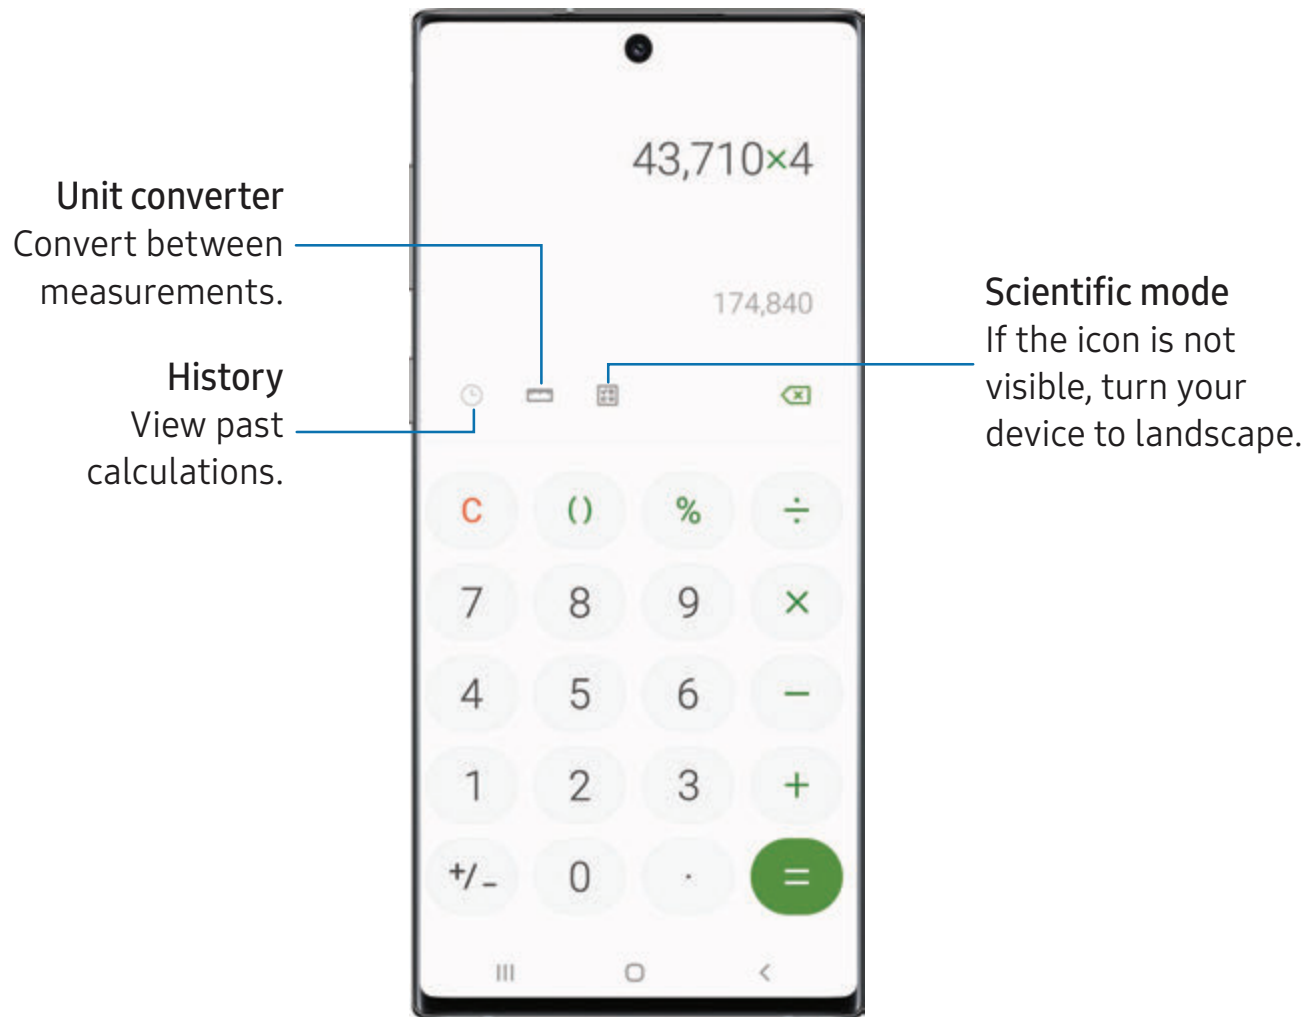 43,710×4
Unit converter
Convert between
measurements.
174,840
Scientific mode
If the icon is not
visible, turn your
device to landscape.
History
View past
calculations.
C () % ÷
7 8 9 ×
4 5 6 −
1 2 3 +
+/- 0 . =